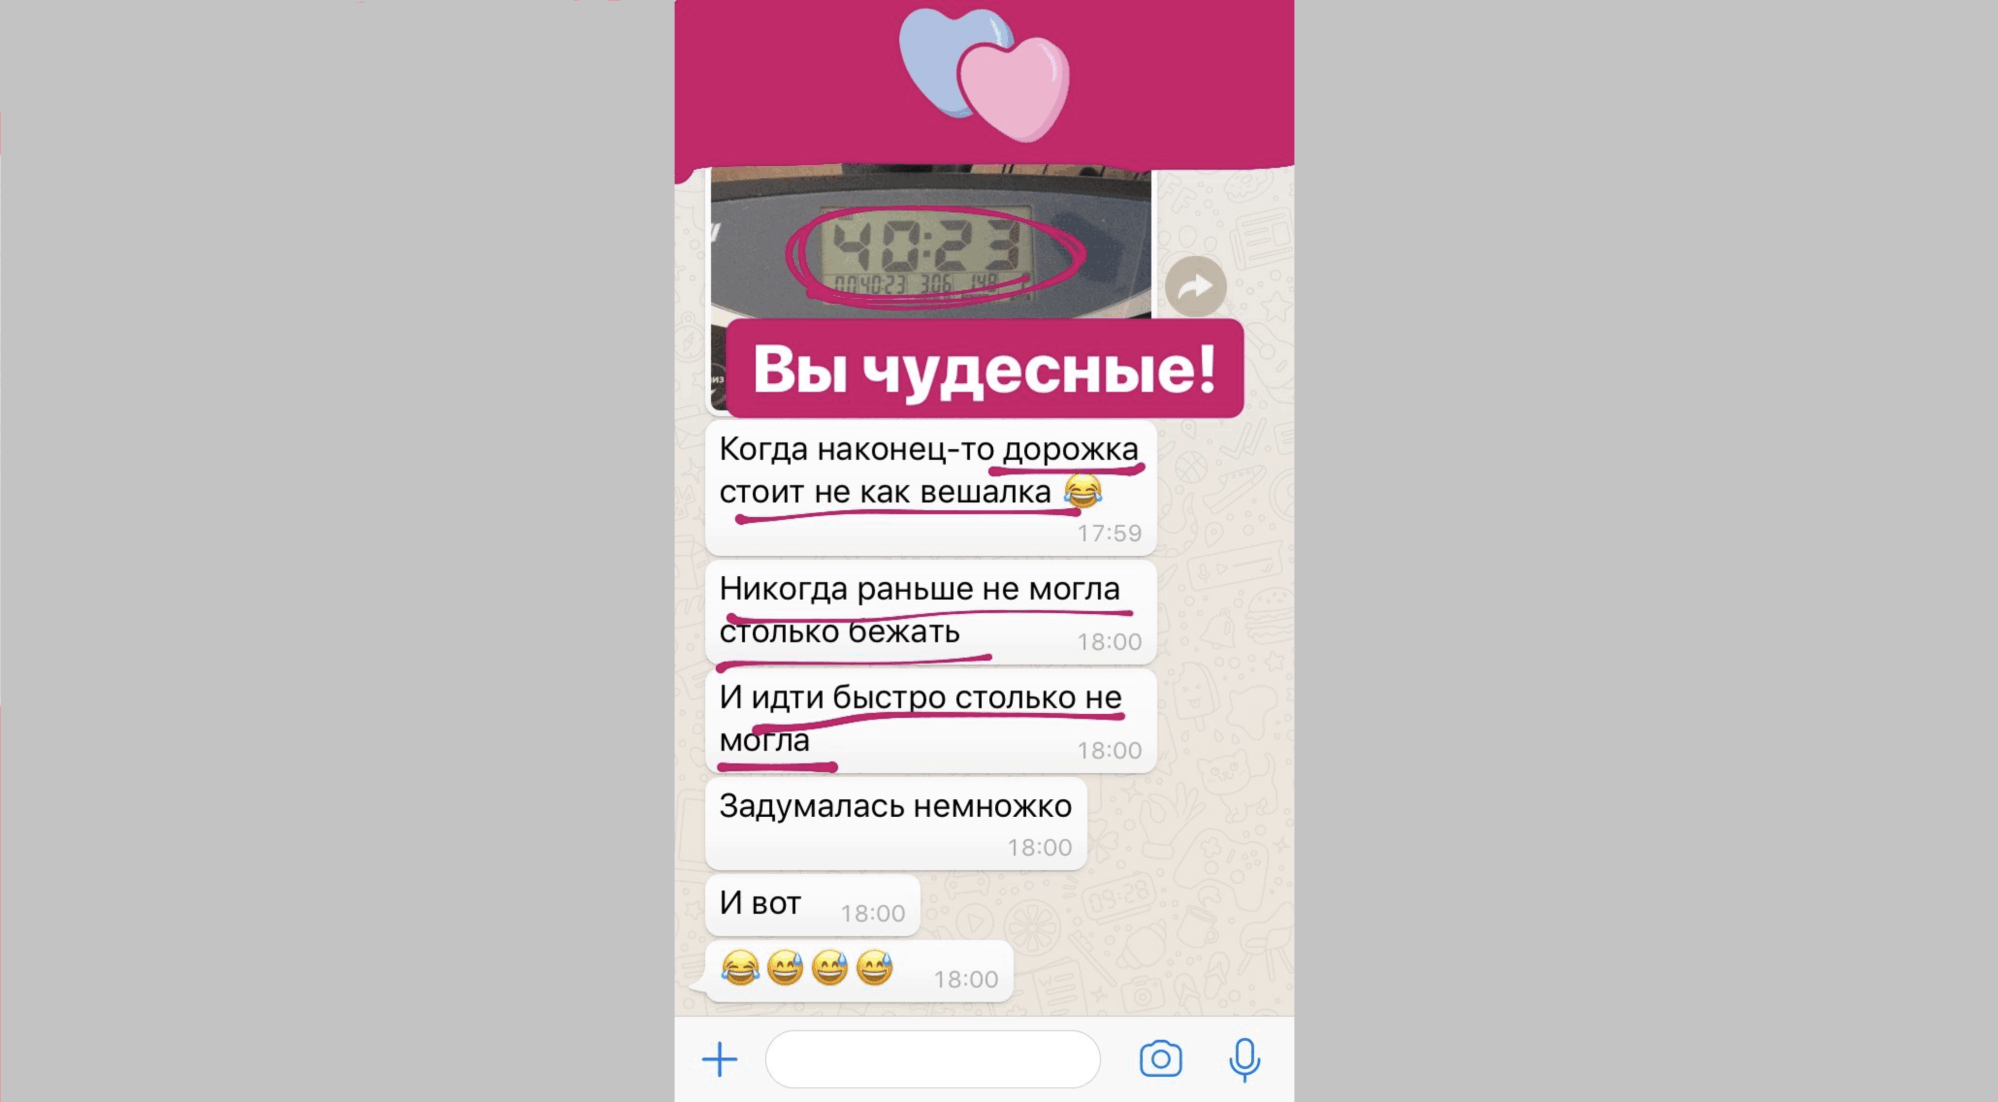 40:23
00:40:23 3.06 148
Вы чудесные!
из
Когда наконец-то дорожка
стоит не как вешалка 😂
17:59
Никогда раньше не могла
столько бежать 18:00
И идти быстро столько не
могла 18:00
Задумалась немножко
18:00
И вот 18:00
😂😅😅😅 18:00